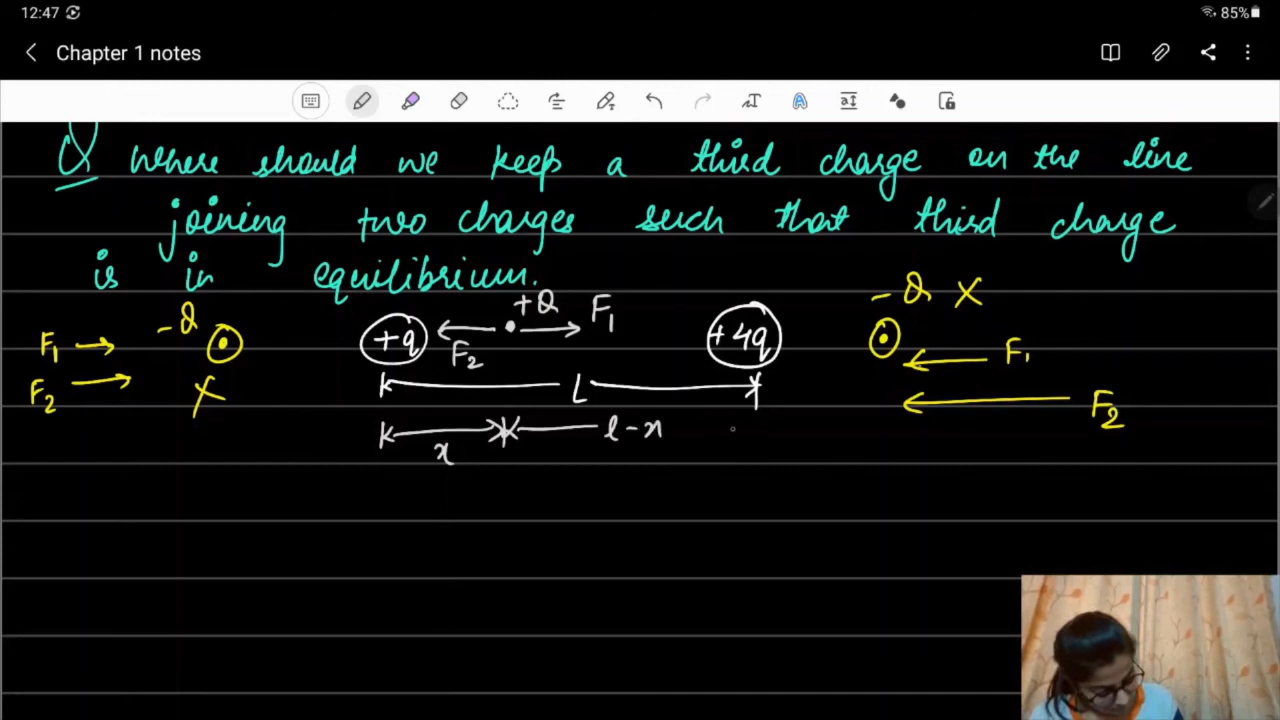 12:47
85%
Chapter 1 notes
Q Where should we keep a third charge on the line
joining two charges such that third charge
is in equilibrium.
-Q X
+Q F₁
-Q
F₁
+q F₂ +4q
F₁
F₂ X
L
F₂
x l-x